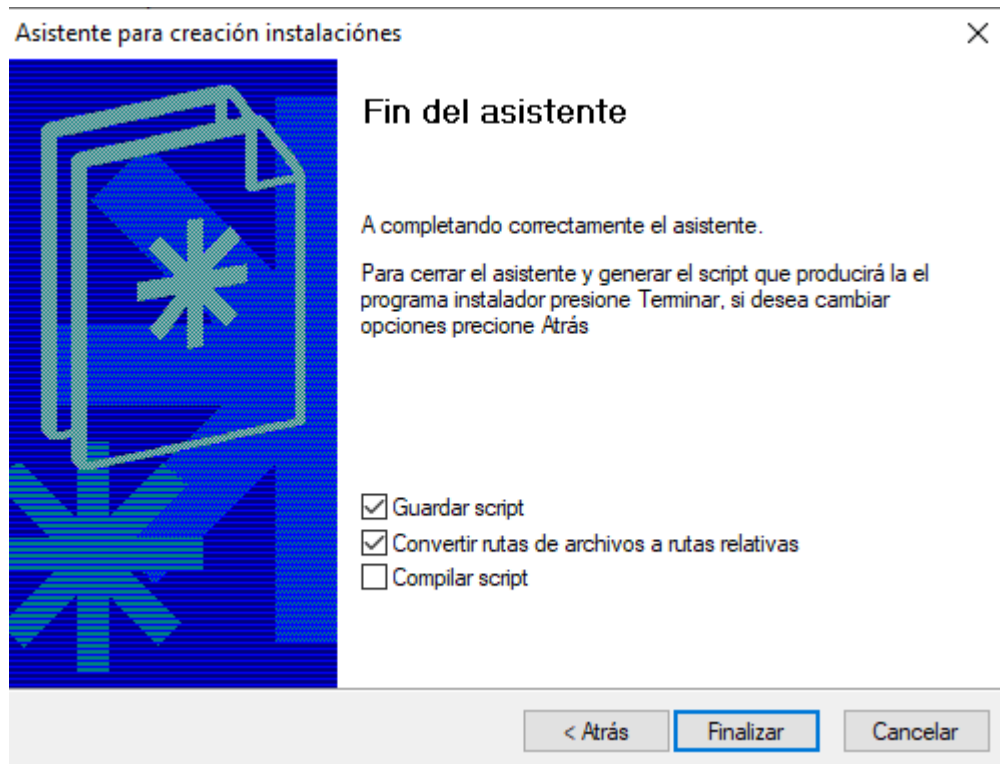 Asistente para creación instalaciónes
Fin del asistente
A completando correctamente el asistente.
Para cerrar el asistente y generar el script que producirá la el
programa instalador presione Terminar, si desea cambiar
opciones precione Atrás
Guardar script
Convertir rutas de archivos a rutas relativas
Compilar script
< Atrás
Finalizar
Cancelar